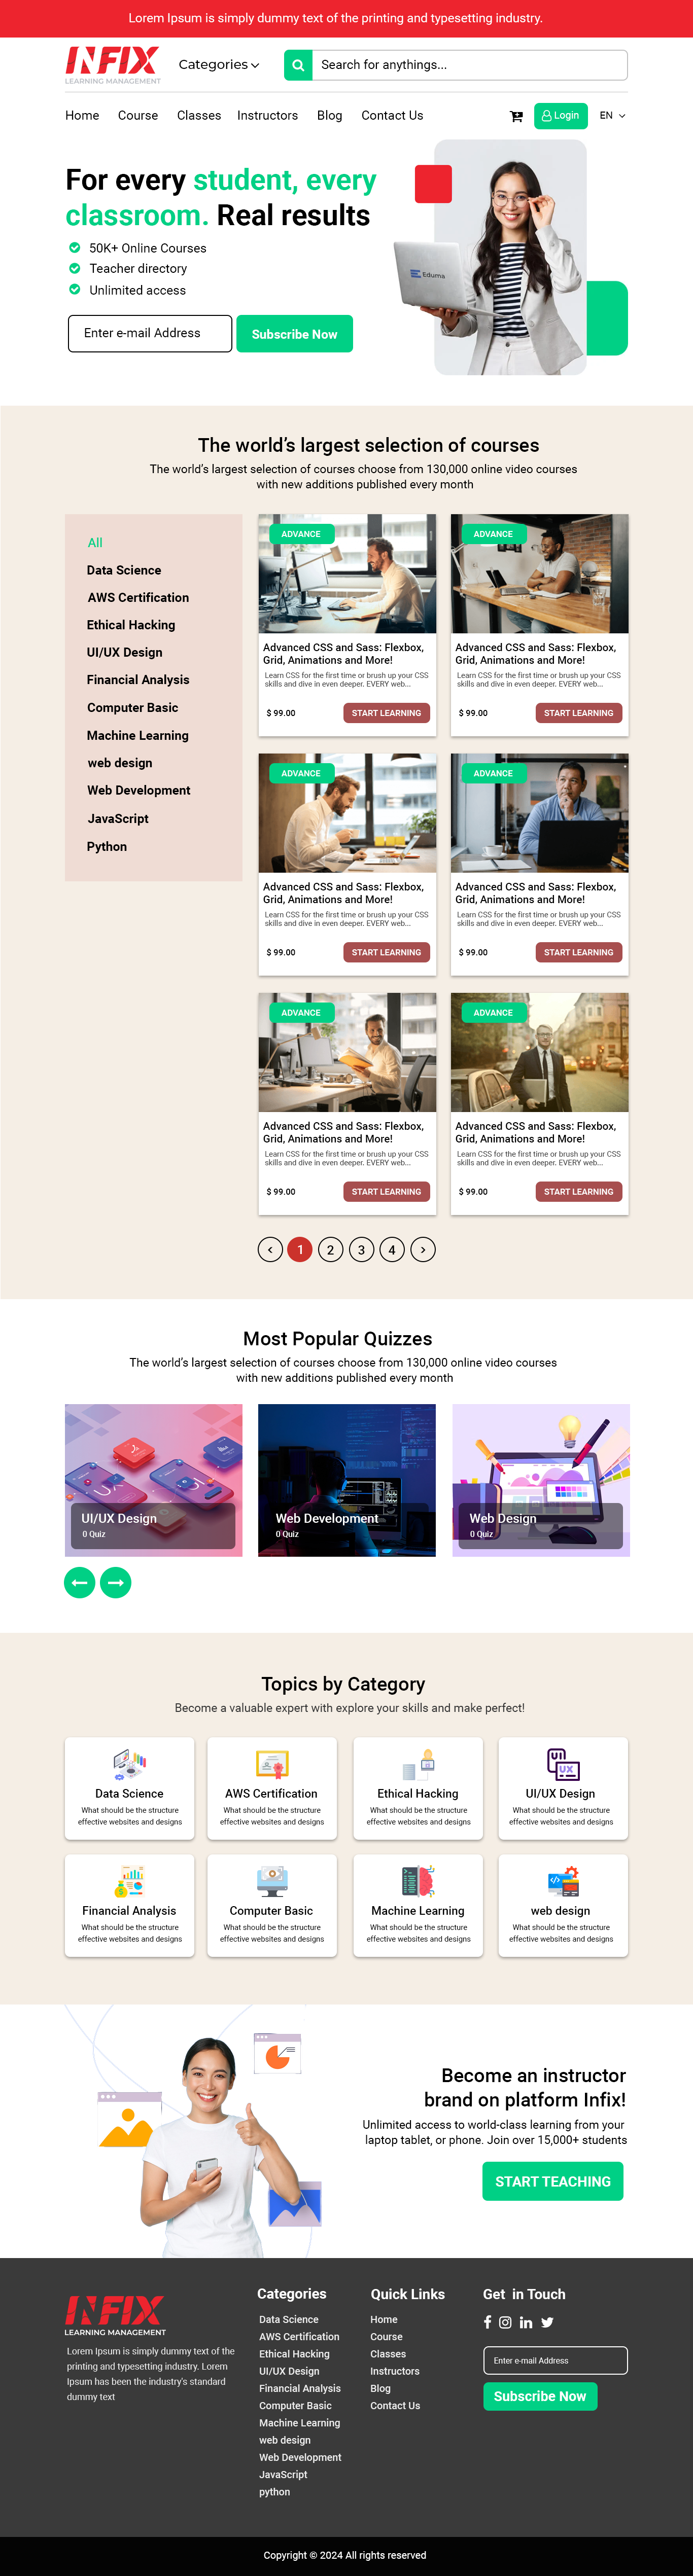 Lorem Ipsum is simply dummy text of the printing and typesetting industry.
INFIX
LEARNING MANAGEMENT
Categories
Search for anythings...
Home Course Classes Instructors Blog Contact Us
Login
EN
For every student, every
classroom. Real results
50K+ Online Courses
Teacher directory
Unlimited access
Enter e-mail Address
Subscribe Now
Eduma
The world's largest selection of courses
The world's largest selection of courses choose from 130,000 online video courses
with new additions published every month
All
Data Science
AWS Certification
Ethical Hacking
UI/UX Design
Financial Analysis
Computer Basic
Machine Learning
web design
Web Development
JavaScript
Python
ADVANCE
Advanced CSS and Sass: Flexbox,
Grid, Animations and More!
Learn CSS for the first time or brush up your CSS
skills and dive in even deeper. EVERY web...
$ 99.00
START LEARNING
ADVANCE
Advanced CSS and Sass: Flexbox,
Grid, Animations and More!
Learn CSS for the first time or brush up your CSS
skills and dive in even deeper. EVERY web...
$ 99.00
START LEARNING
ADVANCE
Advanced CSS and Sass: Flexbox,
Grid, Animations and More!
Learn CSS for the first time or brush up your CSS
skills and dive in even deeper. EVERY web...
$ 99.00
START LEARNING
ADVANCE
Advanced CSS and Sass: Flexbox,
Grid, Animations and More!
Learn CSS for the first time or brush up your CSS
skills and dive in even deeper. EVERY web...
$ 99.00
START LEARNING
ADVANCE
Advanced CSS and Sass: Flexbox,
Grid, Animations and More!
Learn CSS for the first time or brush up your CSS
skills and dive in even deeper. EVERY web...
$ 99.00
START LEARNING
ADVANCE
Advanced CSS and Sass: Flexbox,
Grid, Animations and More!
Learn CSS for the first time or brush up your CSS
skills and dive in even deeper. EVERY web...
$ 99.00
START LEARNING
< 1 2 3 4 >
Most Popular Quizzes
The world's largest selection of courses choose from 130,000 online video courses
with new additions published every month
UX
UI/UX Design
0 Quiz
Web Development
0 Quiz
Web Design
0 Quiz
Topics by Category
Become a valuable expert with explore your skills and make perfect!
Data Science
What should be the structure
effective websites and designs
AWS Certification
What should be the structure
effective websites and designs
Ethical Hacking
What should be the structure
effective websites and designs
UI
UX
UI/UX Design
What should be the structure
effective websites and designs
Financial Analysis
What should be the structure
effective websites and designs
Computer Basic
What should be the structure
effective websites and designs
Machine Learning
What should be the structure
effective websites and designs
web design
What should be the structure
effective websites and designs
Become an instructor
brand on platform Infix!
Unlimited access to world-class learning from your
laptop tablet, or phone. Join over 15,000+ students
START TEACHING
INFIX
LEARNING MANAGEMENT
Lorem Ipsum is simply dummy text of the
printing and typesetting industry. Lorem
Ipsum has been the industry's standard
dummy text
Categories
Data Science
AWS Certification
Ethical Hacking
UI/UX Design
Financial Analysis
Computer Basic
Machine Learning
web design
Web Development
JavaScript
python
Quick Links
Home
Course
Classes
Instructors
Blog
Contact Us
Get in Touch
Enter e-mail Address
Subscribe Now
Copyright © 2024 All rights reserved